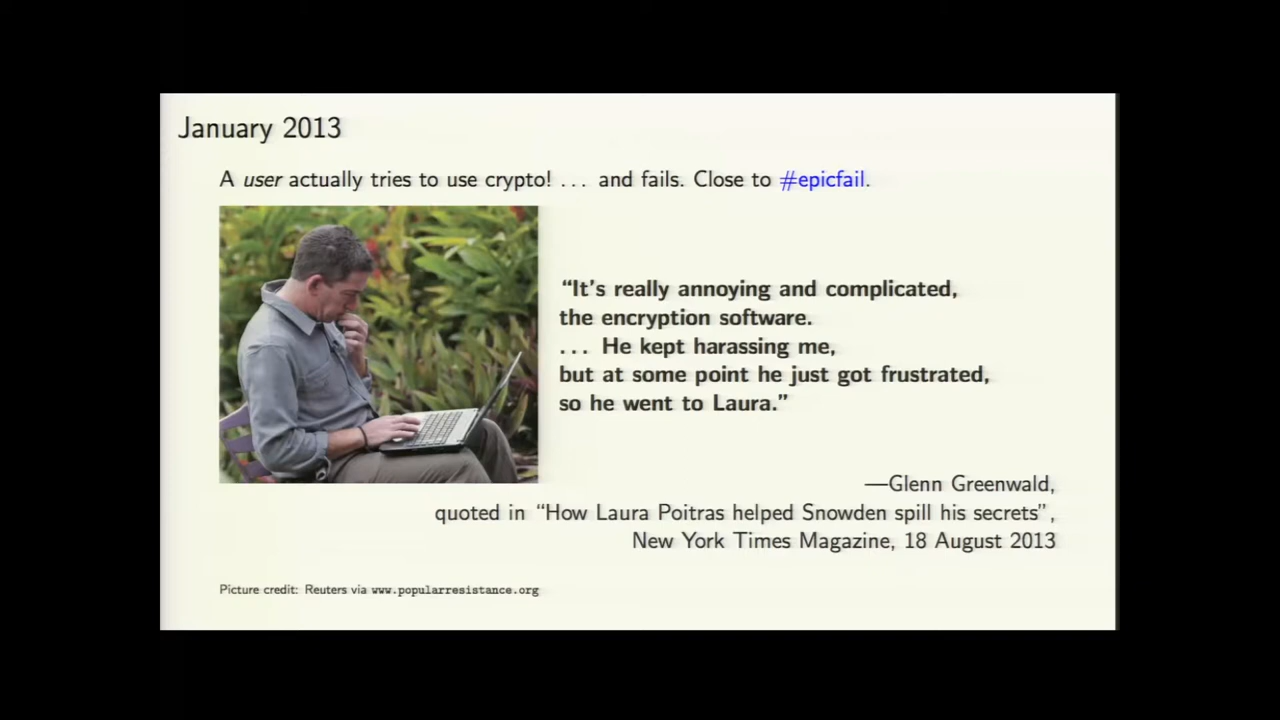 January 2013
A user actually tries to use crypto! ... and fails. Close to #epicfail.
“It's really annoying and complicated,
the encryption software.
... He kept harassing me,
but at some point he just got frustrated,
so he went to Laura.”
—Glenn Greenwald,
quoted in “How Laura Poitras helped Snowden spill his secrets”,
New York Times Magazine, 18 August 2013
Picture credit: Reuters via www.popularresistance.org